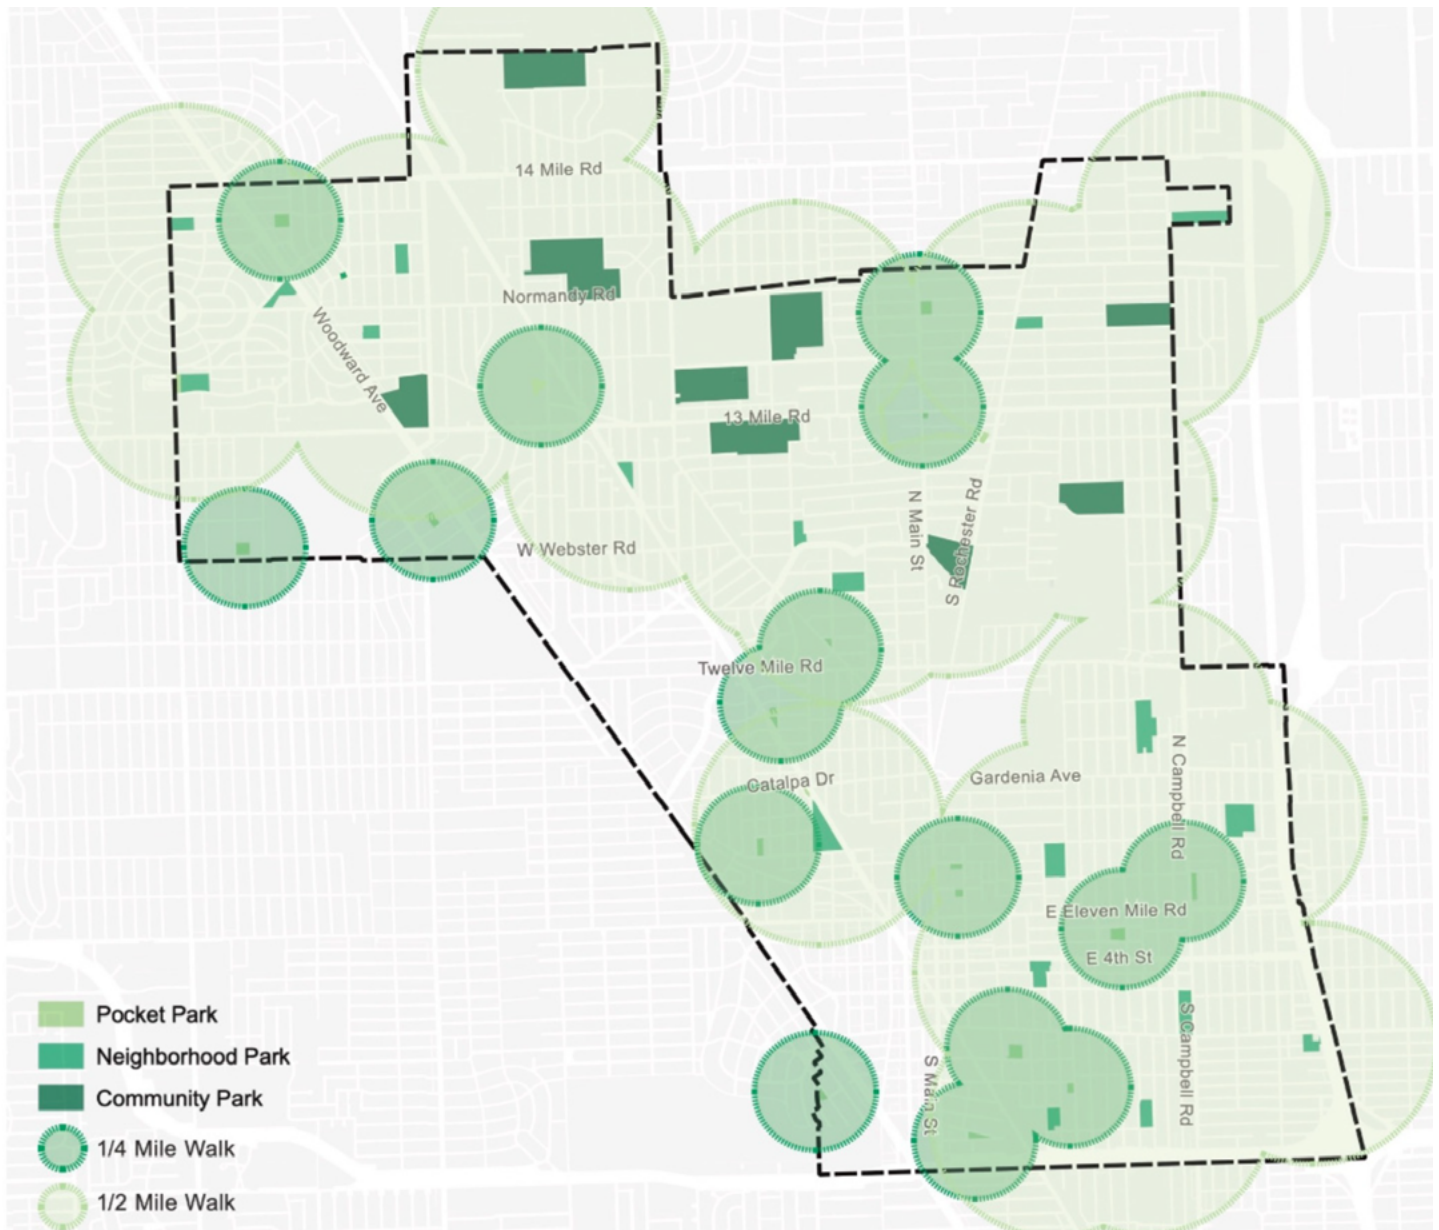 14 Mile Rd
Normandy Rd
Woodward Ave
13 Mile Rd
N Main St
S Rochester Rd
W Webster Rd
Twelve Mile Rd
Catalpa Dr
Gardenia Ave
N Campbell Rd
E Eleven Mile Rd
E 4th St
S Campbell Rd
S Main St
Pocket Park
Neighborhood Park
Community Park
1/4 Mile Walk
1/2 Mile Walk